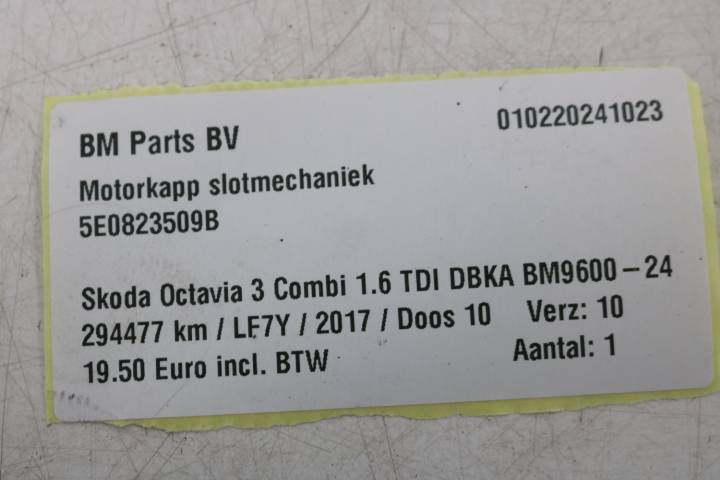 BM Parts BV 010220241023
Motorkapp slotmechaniek
5E0823509B
Skoda Octavia 3 Combi 1.6 TDI DBKA BM9600-24
294477 km / LF7Y / 2017 / Doos 10 Verz: 10
19.50 Euro incl. BTW Aantal: 1